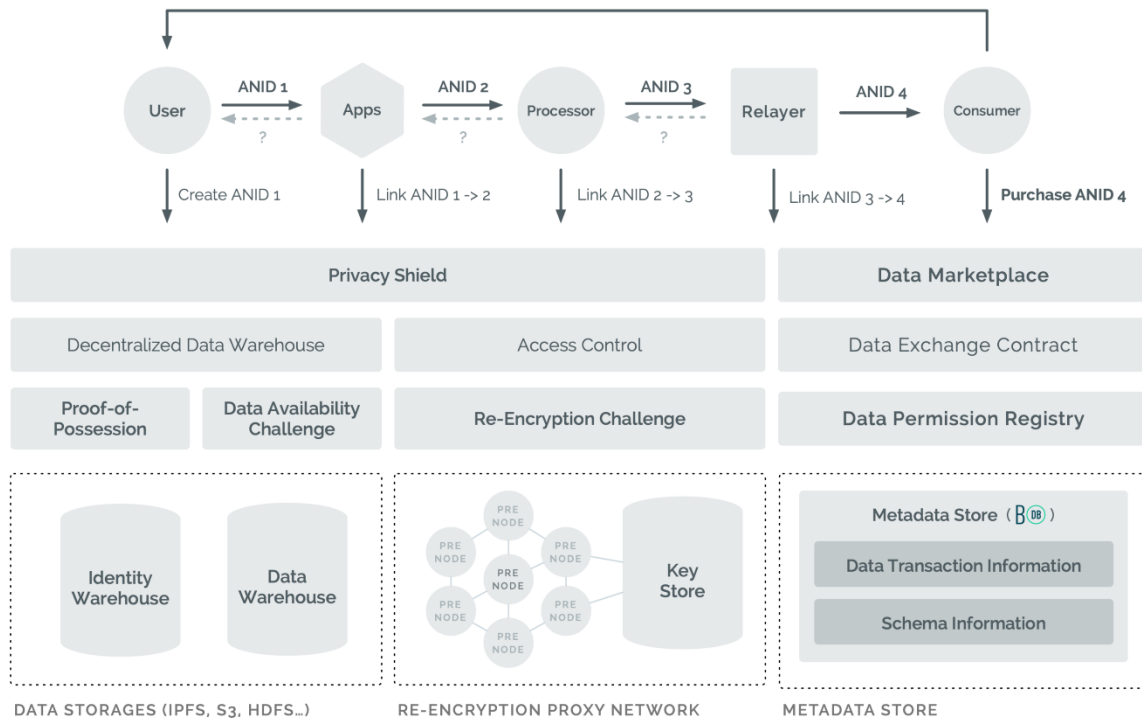 ANID 1
ANID 2
ANID 3
ANID 4
User
Apps
Processor
Relayer
Consumer
?
?
?
Create ANID 1
Link ANID 1 -> 2
Link ANID 2 -> 3
Link ANID 3 -> 4
Purchase ANID 4
Privacy Shield
Data Marketplace
Decentralized Data Warehouse
Access Control
Data Exchange Contract
Proof-of-
Possession
Data Availability
Challenge
Re-Encryption Challenge
Data Permission Registry
Identity
Warehouse
Data
Warehouse
PRE
NODE
PRE
NODE
PRE
NODE
PRE
NODE
PRE
NODE
PRE
NODE
PRE
NODE
Key
Store
Metadata Store ( B DB )
Data Transaction Information
Schema Information
DATA STORAGES (IPFS, S3, HDFS...)
RE-ENCRYPTION PROXY NETWORK
METADATA STORE